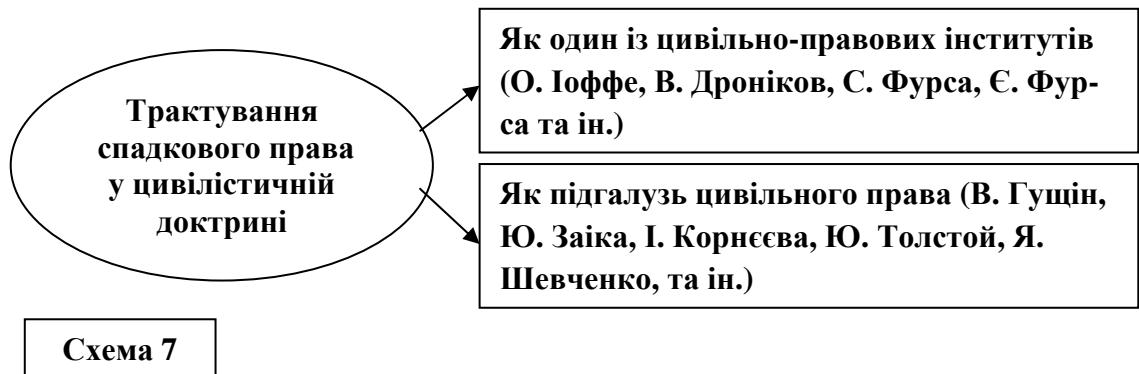 Трактування
спадкового права
у цивілістичній
доктрині
Як один із цивільно-правових інститутів
(О. Іоффе, В. Дроніков, С. Фурса, Є. Фур-
са та ін.)
Як підгалузь цивільного права (В. Гущін,
Ю. Заіка, І. Корнєєва, Ю. Толстой, Я.
Шевченко, та ін.)
Схема 7